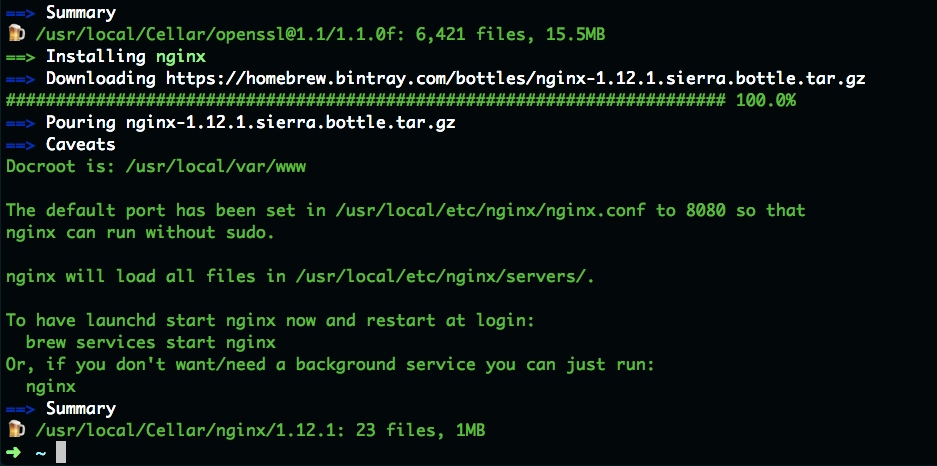 ==> Summary
🍺 /usr/local/Cellar/openssl@1.1/1.1.0f: 6,421 files, 15.5MB
==> Installing nginx
==> Downloading https://homebrew.bintray.com/bottles/nginx-1.12.1.sierra.bottle.tar.gz
######################################################################## 100.0%
==> Pouring nginx-1.12.1.sierra.bottle.tar.gz
==> Caveats
Docroot is: /usr/local/var/www

The default port has been set in /usr/local/etc/nginx/nginx.conf to 8080 so that
nginx can run without sudo.

nginx will load all files in /usr/local/etc/nginx/servers/.

To have launchd start nginx now and restart at login:
  brew services start nginx
Or, if you don't want/need a background service you can just run:
  nginx
==> Summary
🍺 /usr/local/Cellar/nginx/1.12.1: 23 files, 1MB
➜ ~